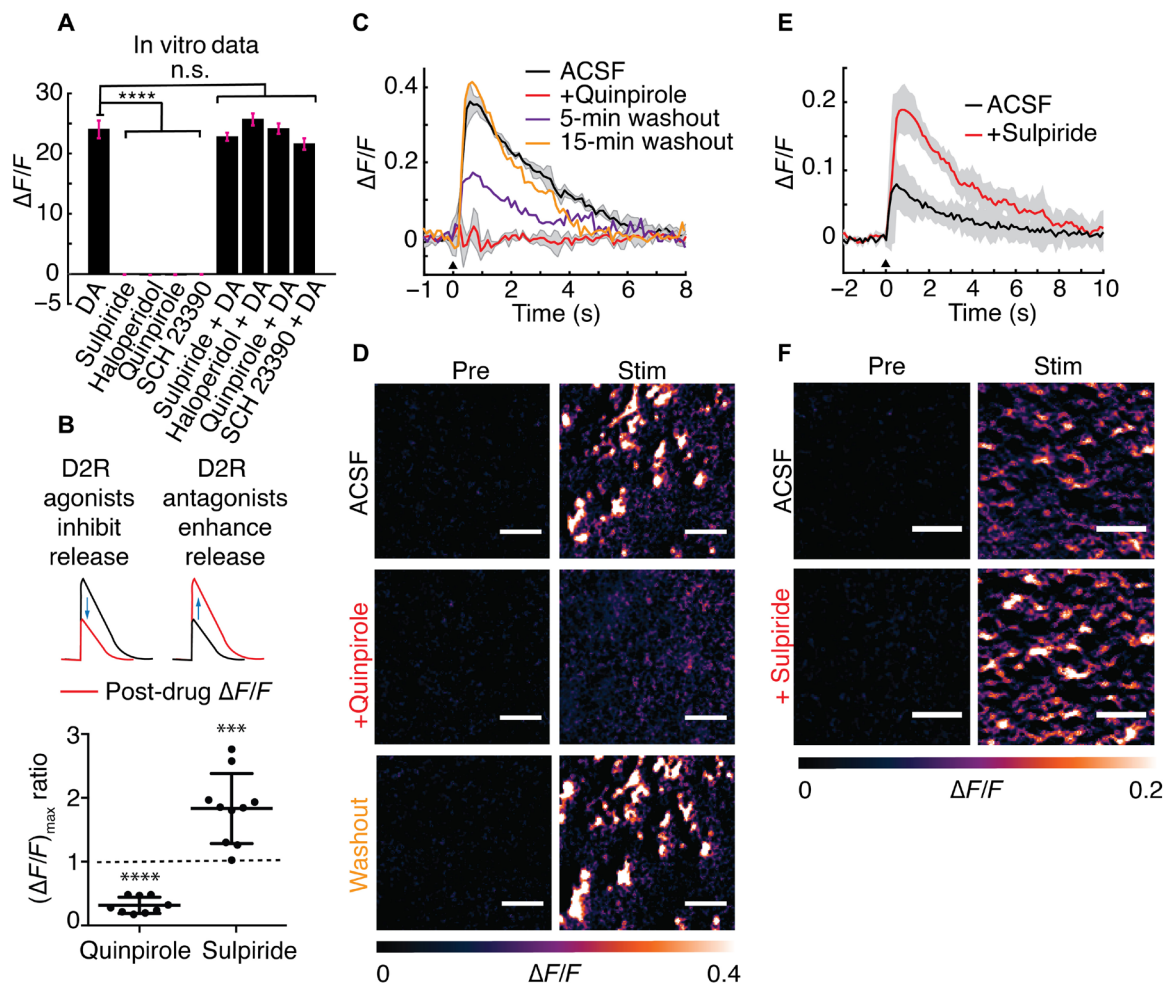 A
In vitro data
n.s.
****
ΔF/F
30
20
10
0
−5
DA
Sulpiride
Haloperidol
Quinpirole
SCH 23390
Sulpiride + DA
Haloperidol + DA
Quinpirole + DA
SCH 23390 + DA
B
D2R
agonists
inhibit
release
D2R
antagonists
enhance
release
Post-drug ΔF/F
(ΔF/F)max ratio
3
2
1
0
****
***
Quinpirole
Sulpiride
C
ΔF/F
0.4
0.2
0
ACSF
+Quinpirole
5-min washout
15-min washout
−1
0
2
4
6
8
Time (s)
D
Pre
Stim
ACSF
+Quinpirole
Washout
0
ΔF/F
0.4
E
ΔF/F
0.2
0.1
0
ACSF
+Sulpiride
−2
0
2
4
6
8
10
Time (s)
F
Pre
Stim
ACSF
+ Sulpiride
0
ΔF/F
0.2